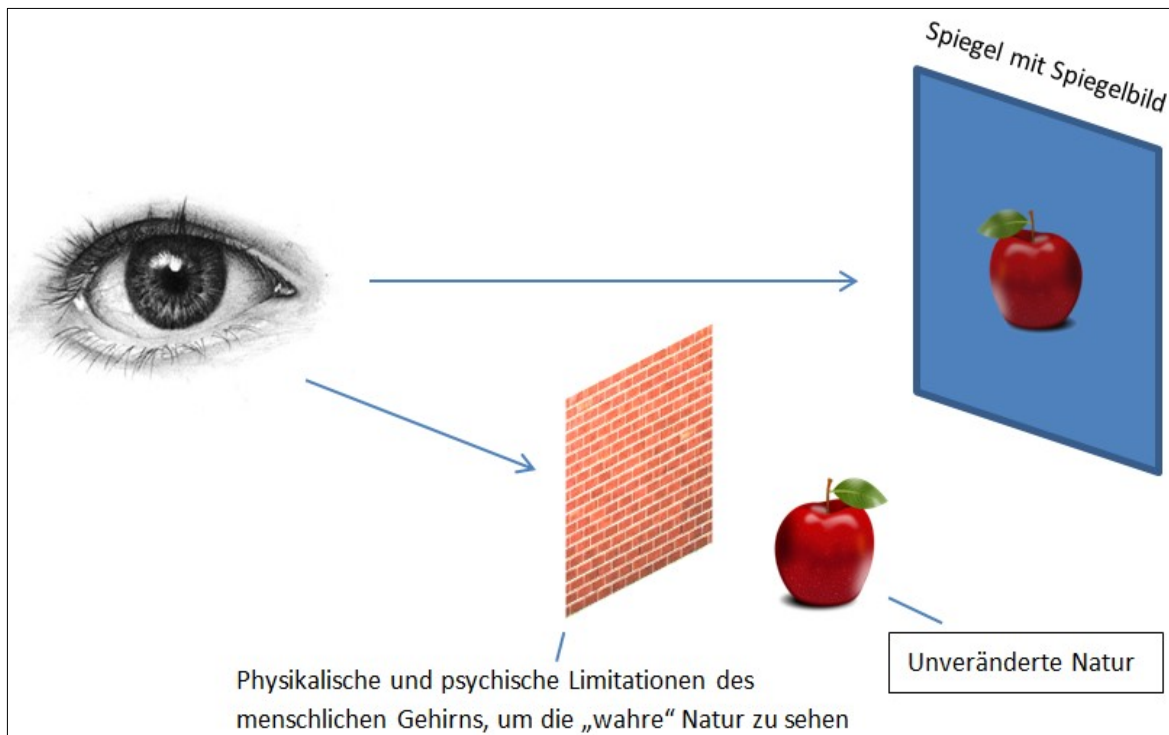 Spiegel mit Spiegelbild
Unveränderte Natur
Physikalische und psychische Limitationen des
menschlichen Gehirns, um die „wahre“ Natur zu sehen